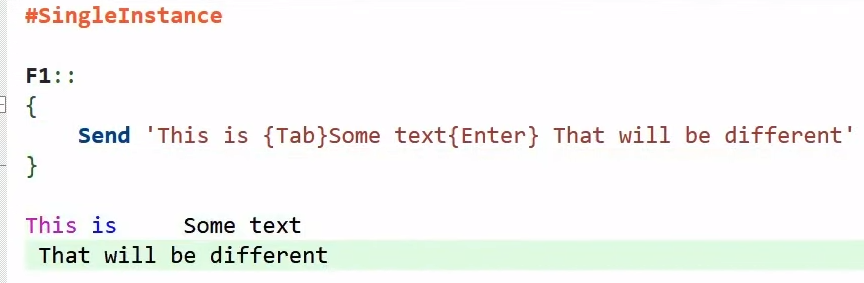 #SingleInstance
F1::
{
    Send 'This is {Tab}Some text{Enter} That will be different'
}
This is     Some text
 That will be different